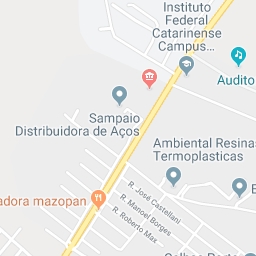 Instituto
Federal
Catarinense
Campus...
Audito
Sampaio
Distribuidora de Aços
Ambiental Resinas
Termoplasticas
E
adora mazopan
R. José Castellani
R. Manoel Borges
R. Roberto Max...